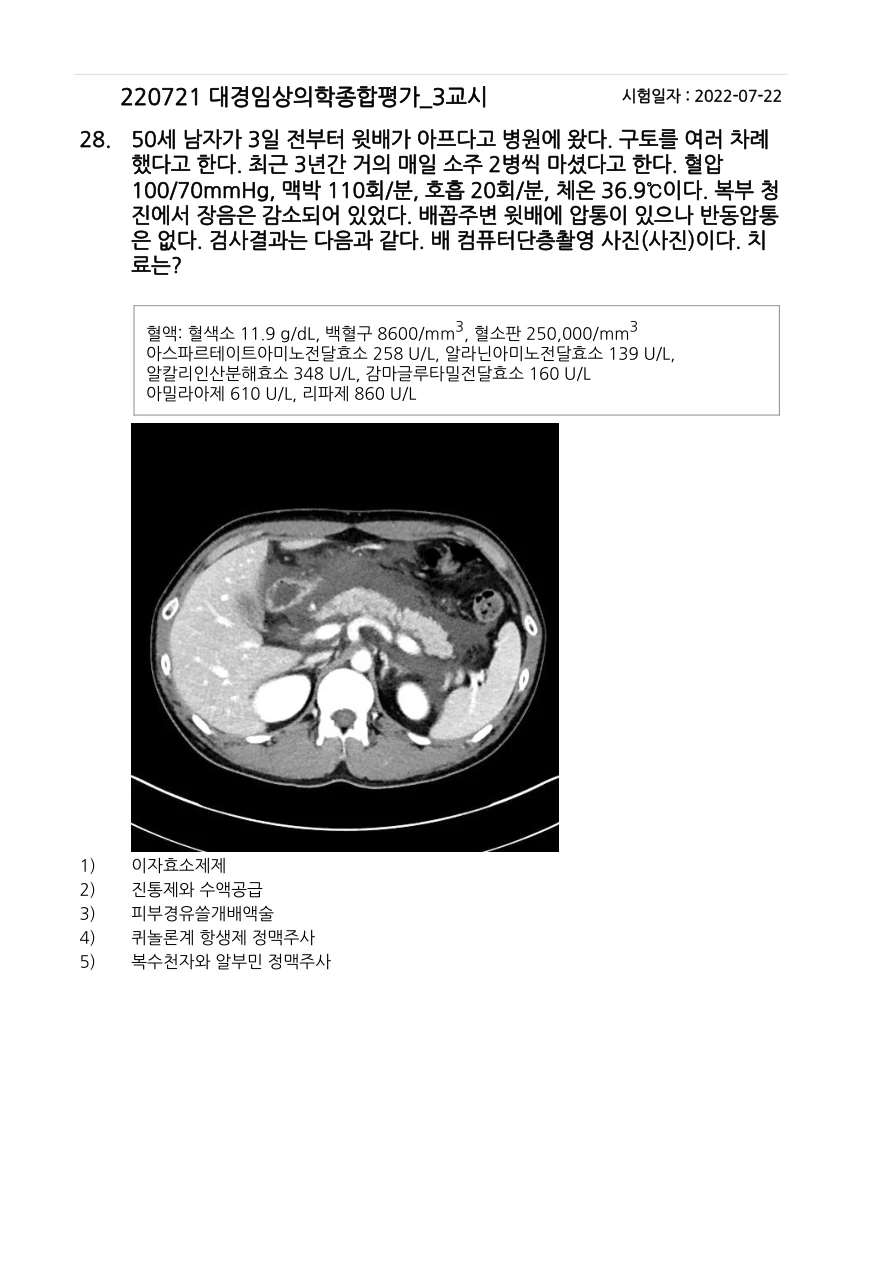 220721 대경임상의학종합평가_3교시
시험일자 : 2022-07-22
28. 50세 남자가 3일 전부터 윗배가 아프다고 병원에 왔다. 구토를 여러 차례
했다고 한다. 최근 3년간 거의 매일 소주 2병씩 마셨다고 한다. 혈압
100/70mmHg, 맥박 110회/분, 호흡 20회/분, 체온 36.9℃이다. 복부 청
진에서 장음은 감소되어 있었다. 배꼽주변 윗배에 압통이 있으나 반동압통
은 없다. 검사결과는 다음과 같다. 배 컴퓨터단층촬영 사진(사진)이다. 치
료는?
혈액: 혈색소 11.9 g/dL, 백혈구 8600/mm³, 혈소판 250,000/mm³
아스파르테이트아미노전달효소 258 U/L, 알라닌아미노전달효소 139 U/L,
알칼리인산분해효소 348 U/L, 감마글루타밀전달효소 160 U/L
아밀라아제 610 U/L, 리파제 860 U/L
1) 이자효소제제
2) 진통제와 수액공급
3) 피부경유쓸개배액술
4) 퀴놀론계 항생제 정맥주사
5) 복수천자와 알부민 정맥주사